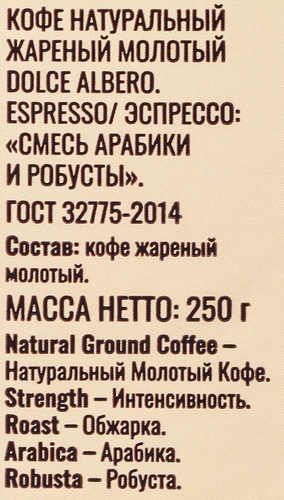 КОФЕ НАТУРАЛЬНЫЙ
ЖАРЕНЫЙ МОЛОТЫЙ
DOLCE ALBERO.
ESPRESSO/ ЭСПРЕССО:
«СМЕСЬ АРАБИКИ
И РОБУСТЫ».
ГОСТ 32775-2014
Состав: кофе жареный
молотый.
МАССА НЕТТО: 250 г
Natural Ground Coffee –
Натуральный Молотый Кофе.
Strength – Интенсивность.
Roast – Обжарка.
Arabica – Арабика.
Robusta – Робуста.